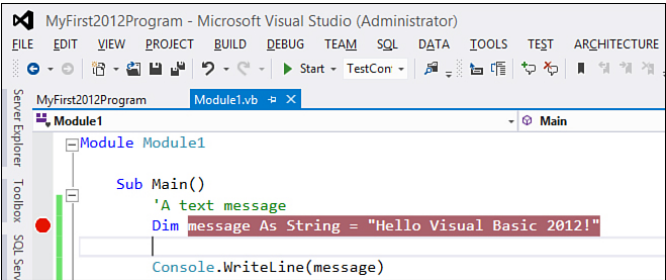 MyFirst2012Program - Microsoft Visual Studio (Administrator)
FILE EDIT VIEW PROJECT BUILD DEBUG TEAM SQL DATA TOOLS TEST ARCHITECTURE
Start TestCon
Server Explorer
Toolbox
SQL Serv
MyFirst2012Program Module1.vb
Module1 Main
Module Module1
Sub Main()
'A text message
Dim message As String = "Hello Visual Basic 2012!"
Console.WriteLine(message)